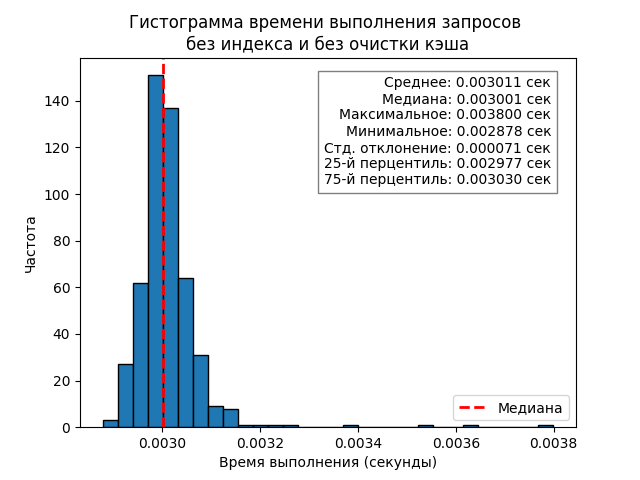 Гистограмма времени выполнения запросов
без индекса и без очистки кэша
Среднее: 0.003011 сек
Медиана: 0.003001 сек
Максимальное: 0.003800 сек
Минимальное: 0.002878 сек
Стд. отклонение: 0.000071 сек
25-й перцентиль: 0.002977 сек
75-й перцентиль: 0.003030 сек
Частота
140
120
100
80
60
40
20
0
Медиана
0.0030 0.0032 0.0034 0.0036 0.0038
Время выполнения (секунды)